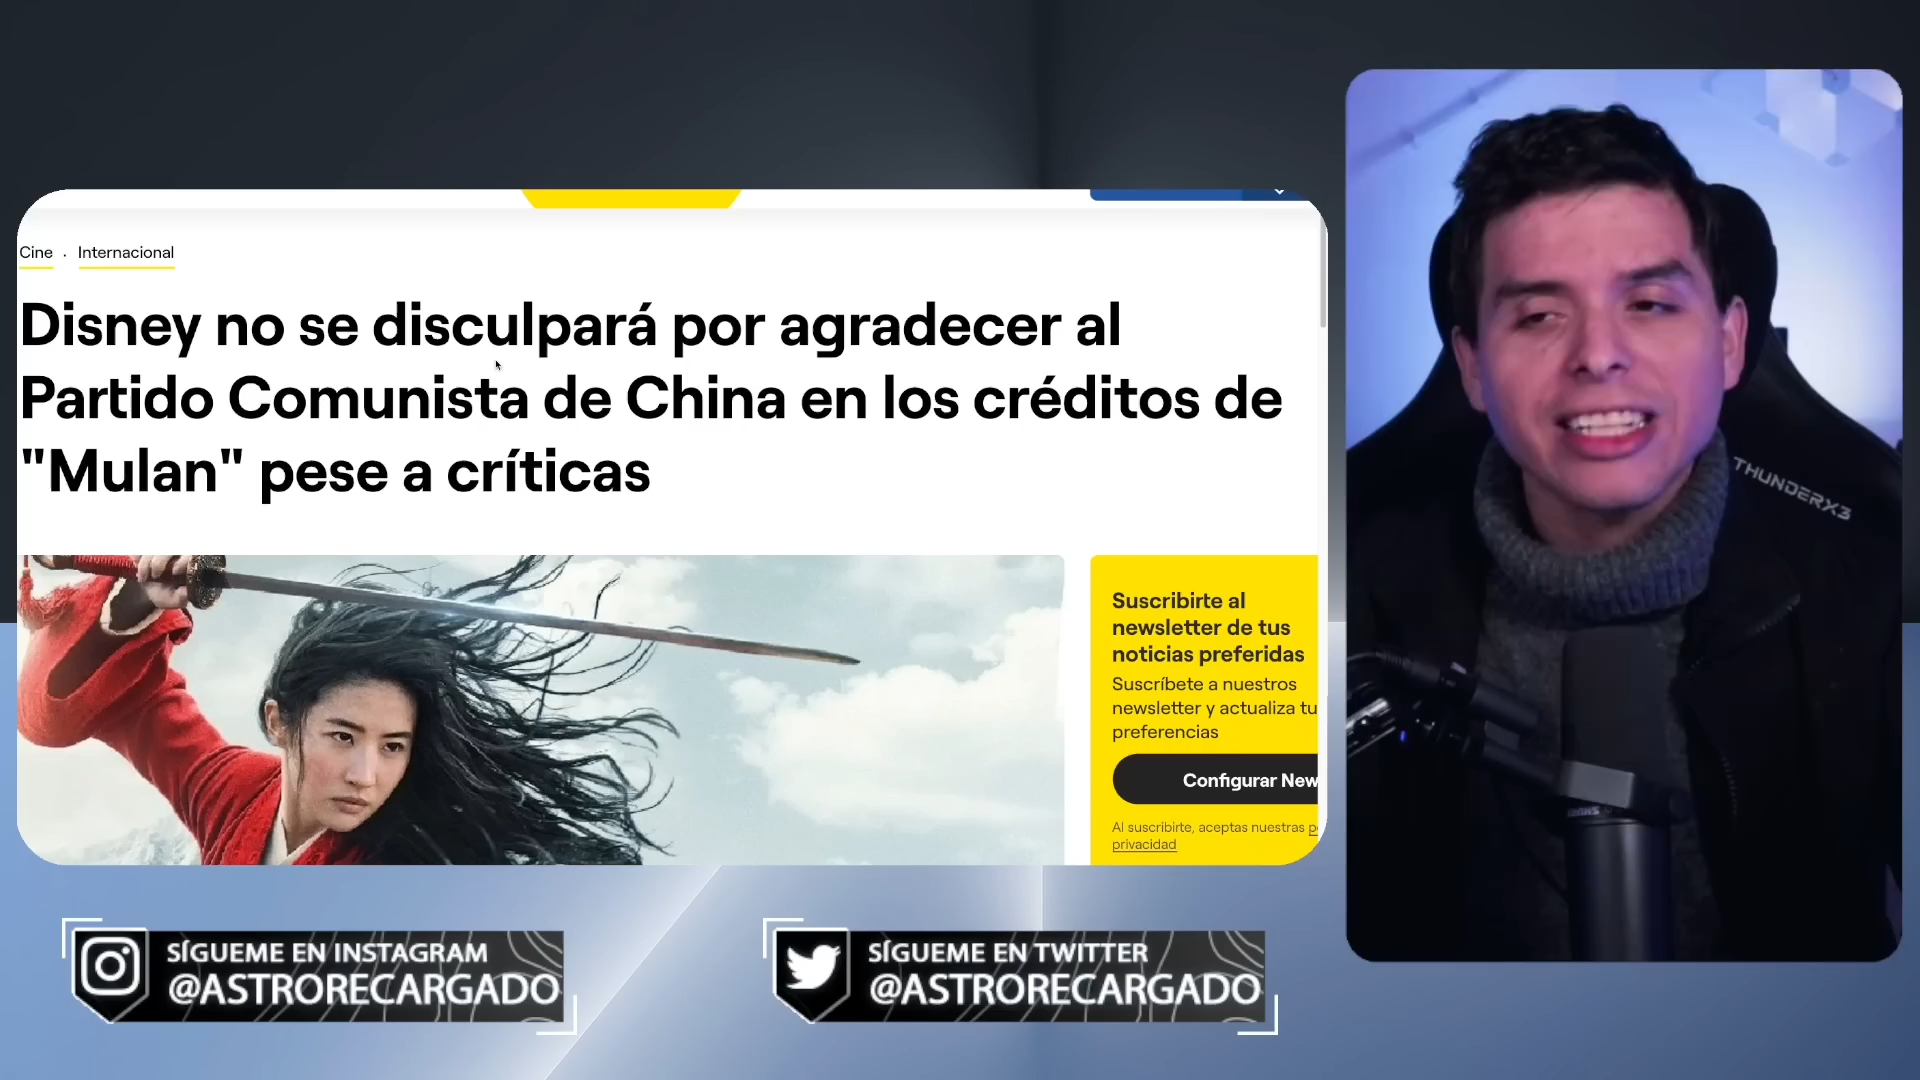 Cine · Internacional
Disney no se disculpará por agradecer al
Partido Comunista de China en los créditos de
"Mulan" pese a críticas
Suscribirte al
newsletter de tus
noticias preferidas
Suscríbete a nuestros
newsletter y actualiza tu
preferencias
Configurar New
Al suscribirte, aceptas nuestras
privacidad
THUNDERX3
SÍGUEME EN INSTAGRAM
@ASTRORECARGADO
SÍGUEME EN TWITTER
@ASTRORECARGADO